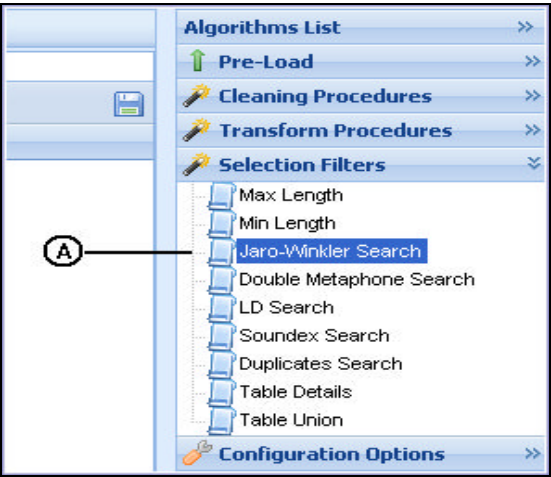 Algorithms List
Pre-Load
Cleaning Procedures
Transform Procedures
Selection Filters
Max Length
Min Length
A
Jaro-Winkler Search
Double Metaphone Search
LD Search
Soundex Search
Duplicates Search
Table Details
Table Union
Configuration Options